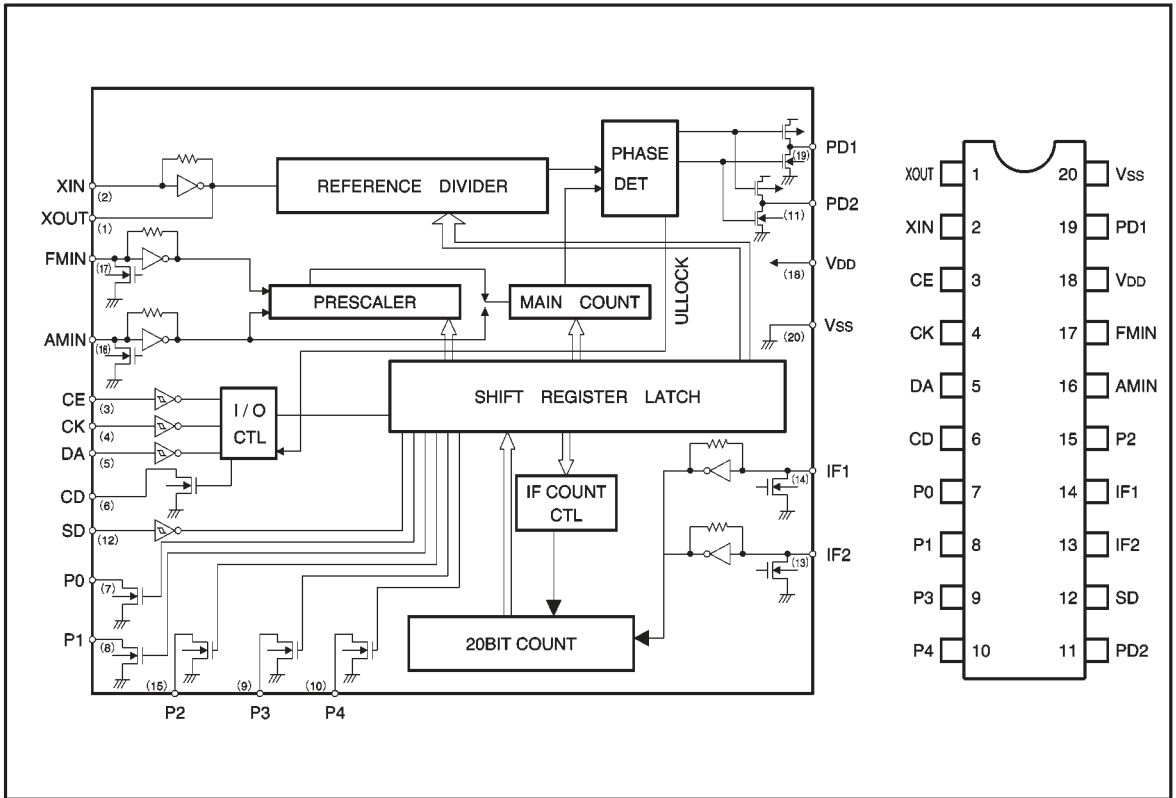 XIN
(2)
XOUT
(1)
FMIN
(17)
AMIN
(16)
CE
(3)
CK
(4)
DA
(5)
CD
(6)
SD
(12)
P0
(7)
P1
(8)
(15)
P2
(9)
P3
(10)
P4
REFERENCE DIVIDER
PHASE
DET
PRESCALER
MAIN COUNT
ULLOCK
I / O
CTL
SHIFT REGISTER LATCH
IF COUNT
CTL
20BIT COUNT
PD1
(19)
PD2
(11)
VDD
(18)
VSS
(20)
IF1
(14)
IF2
(13)
XOUT 1 20 VSS
XIN 2 19 PD1
CE 3 18 VDD
CK 4 17 FMIN
DA 5 16 AMIN
CD 6 15 P2
P0 7 14 IF1
P1 8 13 IF2
P3 9 12 SD
P4 10 11 PD2